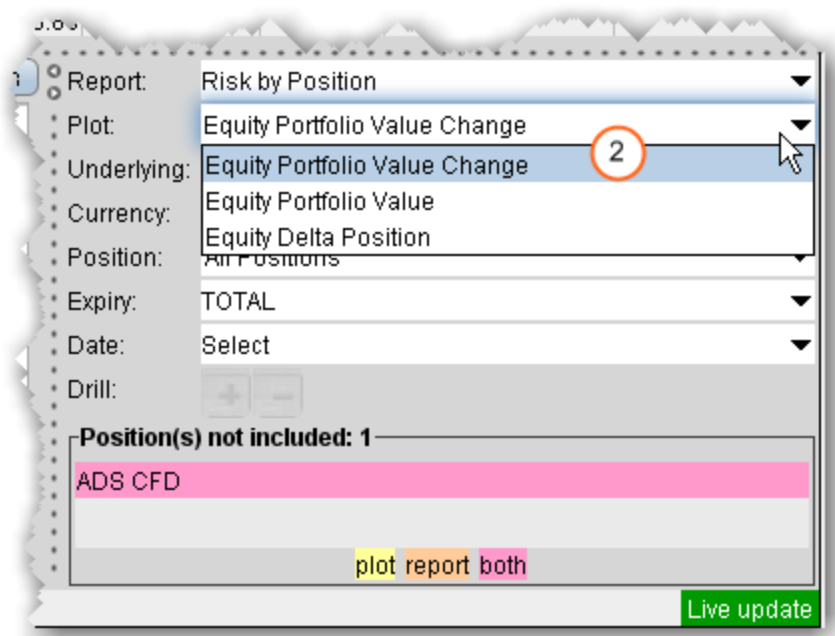 Report: Risk by Position
Plot: Equity Portfolio Value Change
Underlying: Equity Portfolio Value Change 2
Equity Portfolio Value
Currency:
Equity Delta Position
Position: All Positions
Expiry: TOTAL
Date: Select
Drill: + -
Position(s) not included: 1
ADS CFD
plot report both
Live update